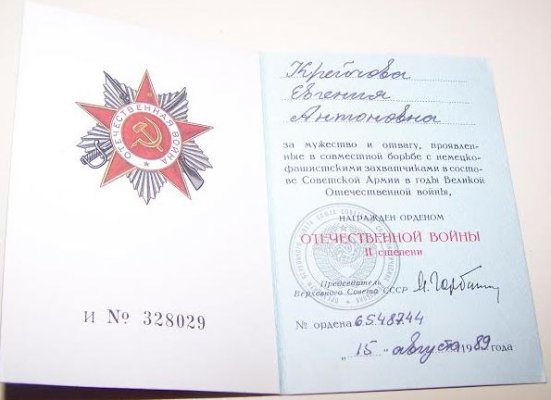 ОТЕЧЕСТВЕННАЯ ВОЙНА
И № 328029
Крейчова
Евгения
Антоновна
за мужество и отвагу, проявлен-
ные в совместной борьбе с немецко-
фашистскими захватчиками в соста-
ве Советской Армии в годы Великой
Отечественной войны,
НАГРАЖДЕН ОРДЕНОМ
ОТЕЧЕСТВЕННОЙ ВОЙНЫ
II степени
Председатель
Верховного Совета СССР М. Горбачев
№ ордена 6548744
„15" августа 1989 года